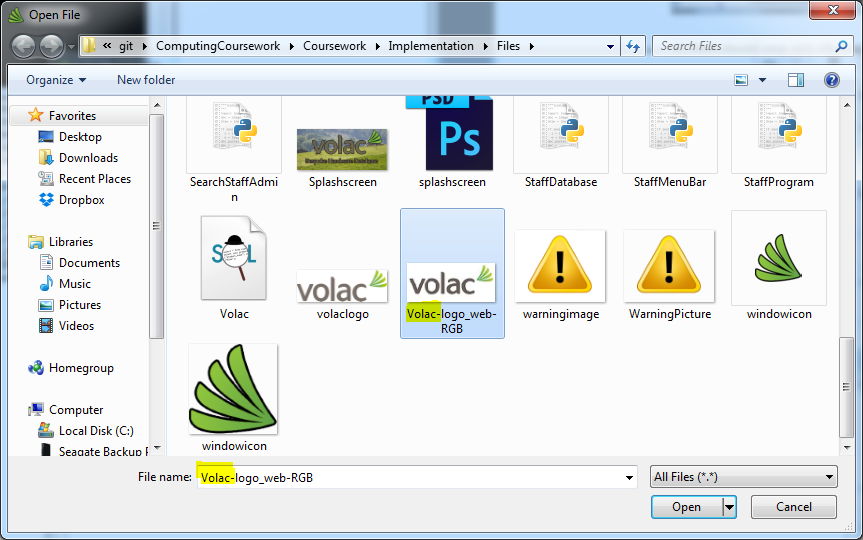 Open File
« git ▸ ComputingCoursework ▸ Coursework ▸ Implementation ▸ Files ▸
Search Files
Organize
New folder
Favorites
Desktop
Downloads
Recent Places
Dropbox
Libraries
Documents
Music
Pictures
Videos
Homegroup
Computer
Local Disk (C:)
Seagate Backup
PSD
Ps
volac
SearchStaffAdmi
n
Splashscreen
splashscreen
StaffDatabase
StaffMenuBar
StaffProgram
volac
volac
Volac
volaclogo
Volac-logo_web-
RGB
warningimage
WarningPicture
windowicon
windowicon
File name:
Volac-logo_web-RGB
All Files (*.*)
Open
Cancel